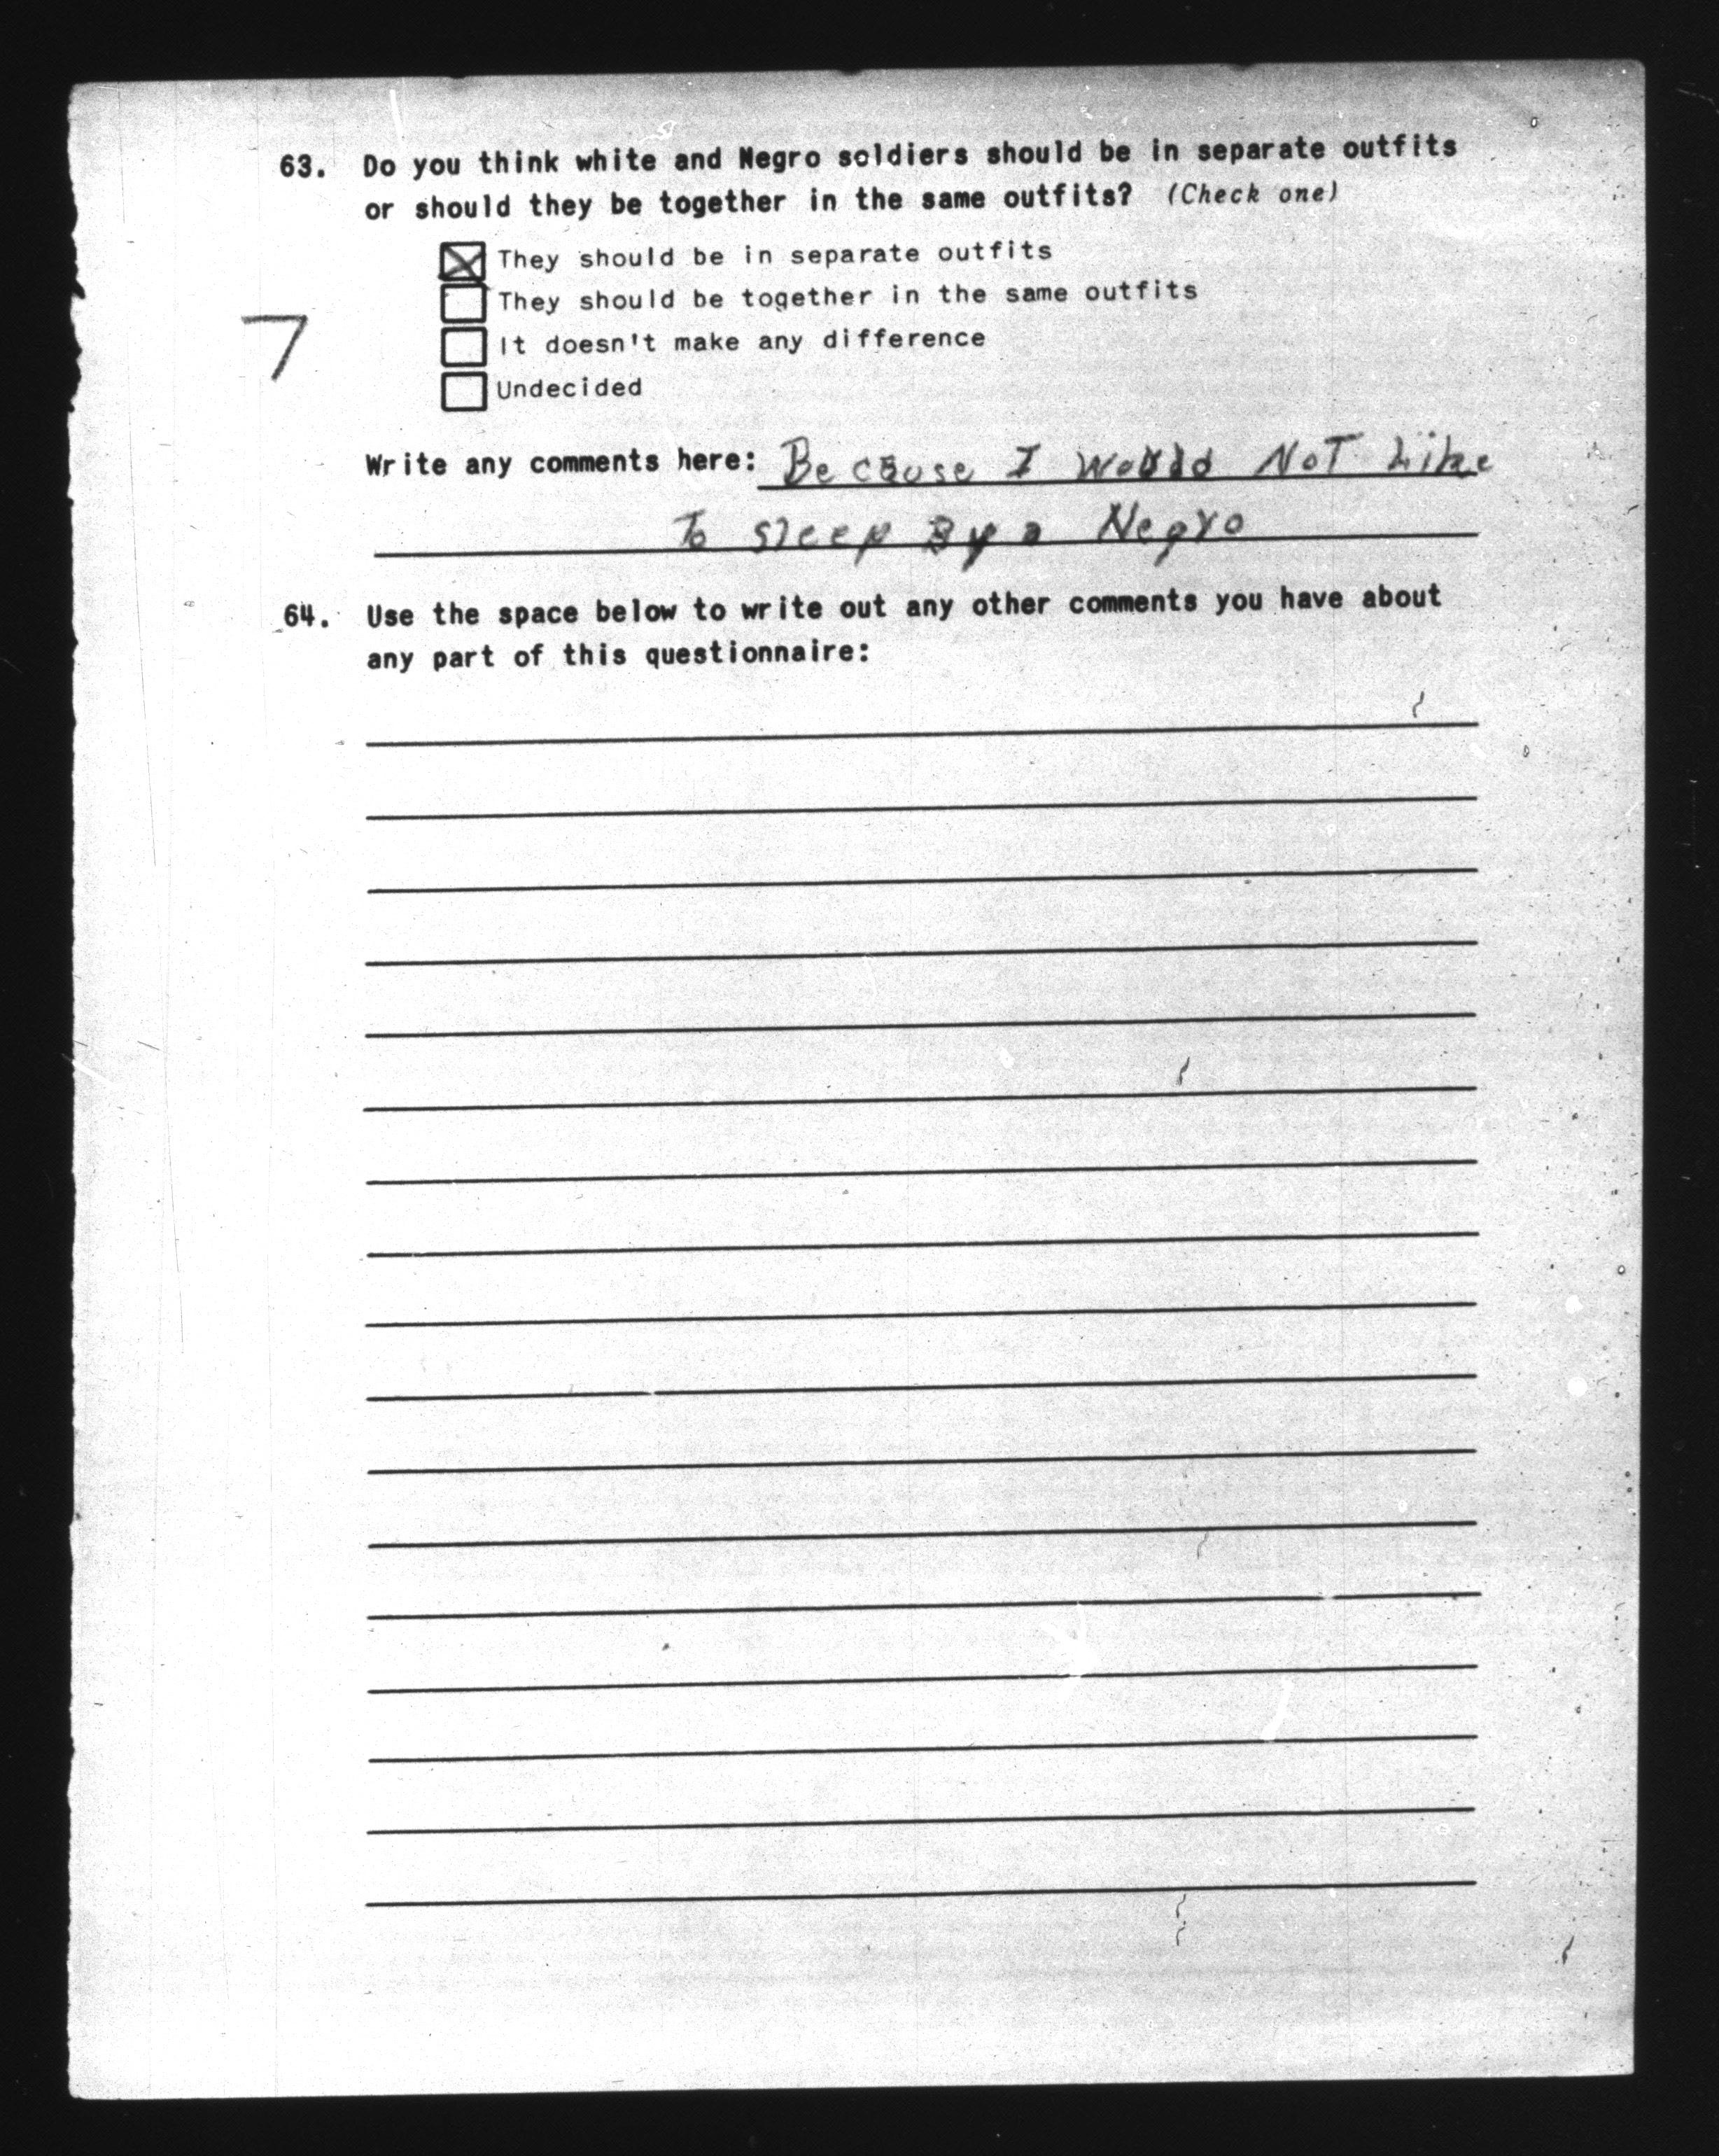 63. Do you think white and Negro soldiers should be in separate outfits
or should they be together in the same outfits? (Check one)
They should be in separate outfits
They should be together in the same outfits
7
It doesn't make any difference
Undecided
Write any comments here: Because I Would NOT Like
To Sleep By a Negro
64. Use the space below to write out any other comments you have about
any part of this questionnaire: